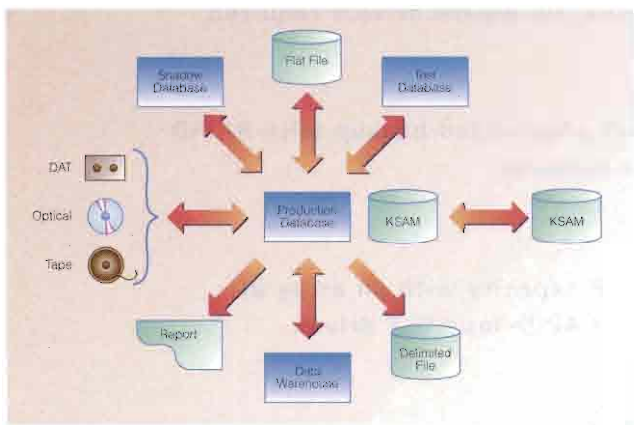 Flat File
Shadow
Database
Test
Database
DAT
Optical
Tape
Production
Database
KSAM
KSAM
Report
Data
Warehouse
Delimited
File